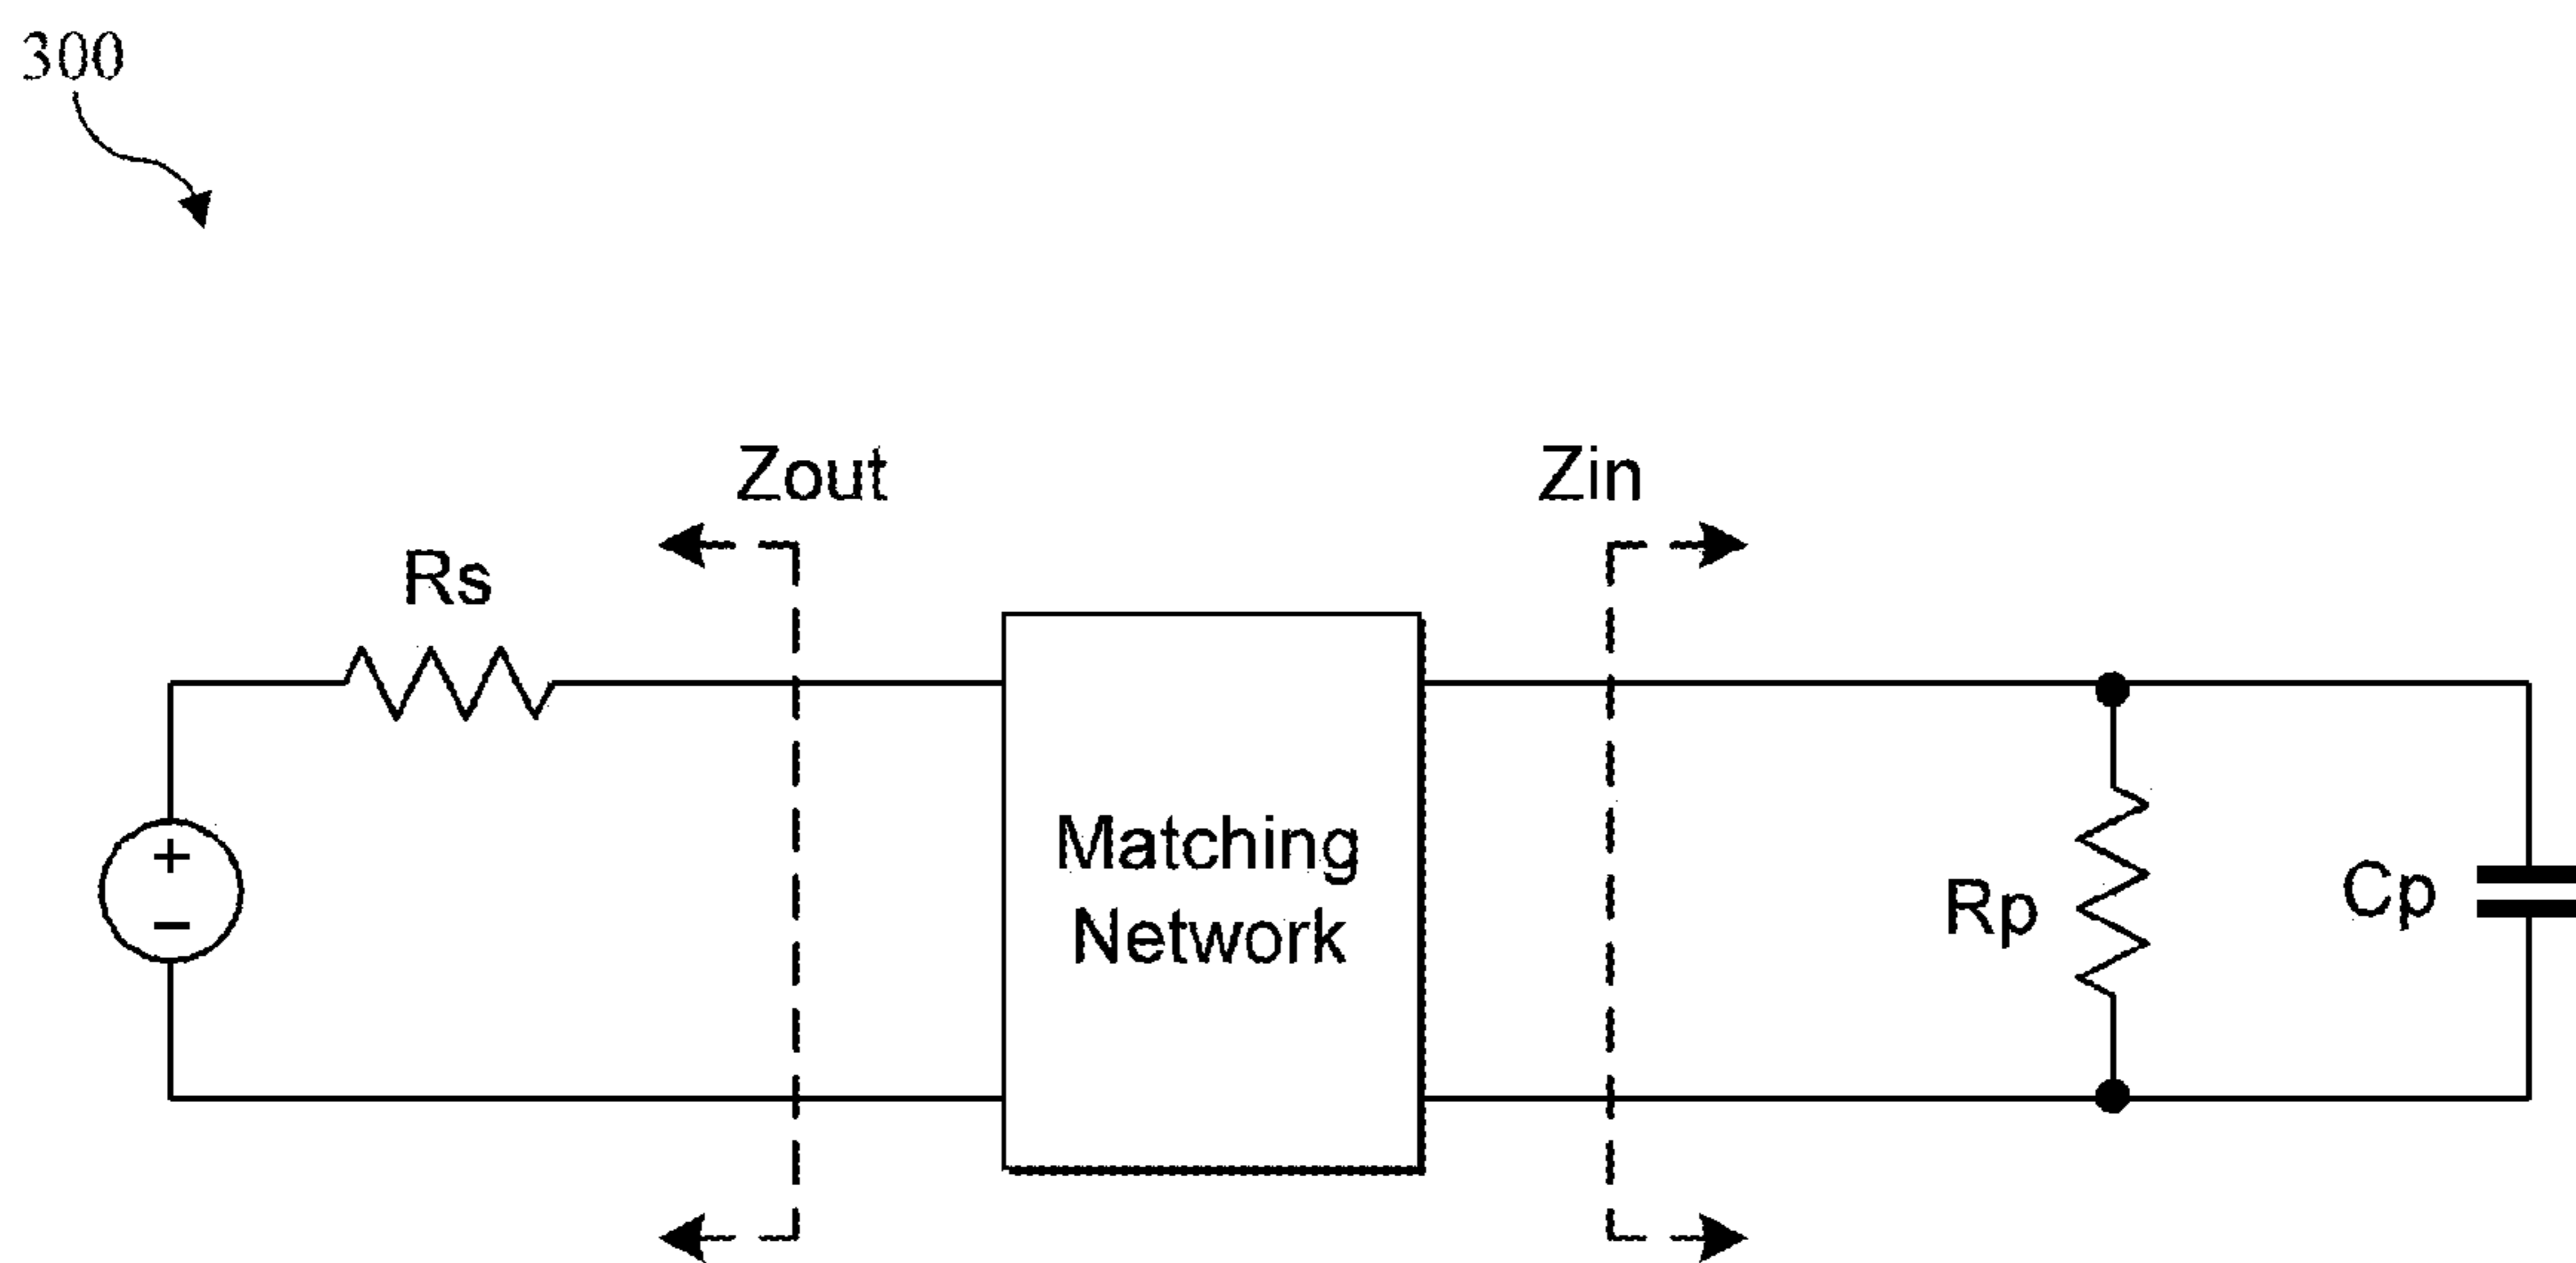 300
Zout
Zin
Rs
+
−
Matching
Network
Rp
Cp